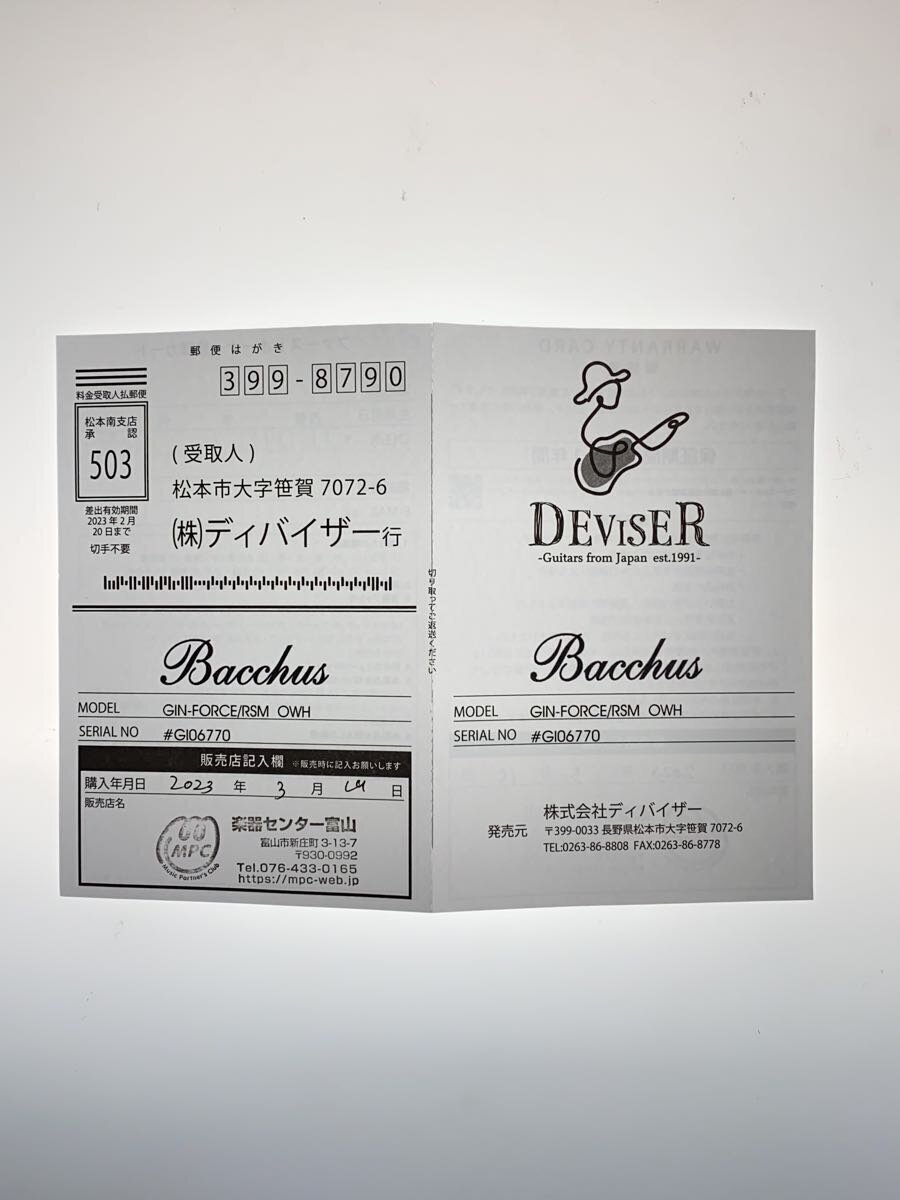 郵便はがき
399-8790
料金受取人払郵便
松本南支店
承認
503
差出有効期間
2023年2月
20日まで
切手不要
(受取人)
松本市大字笹賀 7072-6
㈱ディバイザー行
Bacchus
MODEL GIN-FORCE/RSM OWH
SERIAL NO #GI06770
販売店記入欄 ※販売時に記入お願いします
購入年月日 2023 年 3 月 日
販売店名
MPC
Music Partner's Club
楽器センター富山
富山市新庄町3-13-7
〒930-0992
Tel.076-433-0165
https://mpc-web.jp
切り取ってご返送ください
DEVISER
-Guitars from Japan est.1991-
Bacchus
MODEL GIN-FORCE/RSM OWH
SERIAL NO #GI06770
発売元
株式会社ディバイザー
〒399-0033 長野県松本市大字笹賀 7072-6
TEL:0263-86-8808 FAX:0263-86-8778
WARRANTY CARD